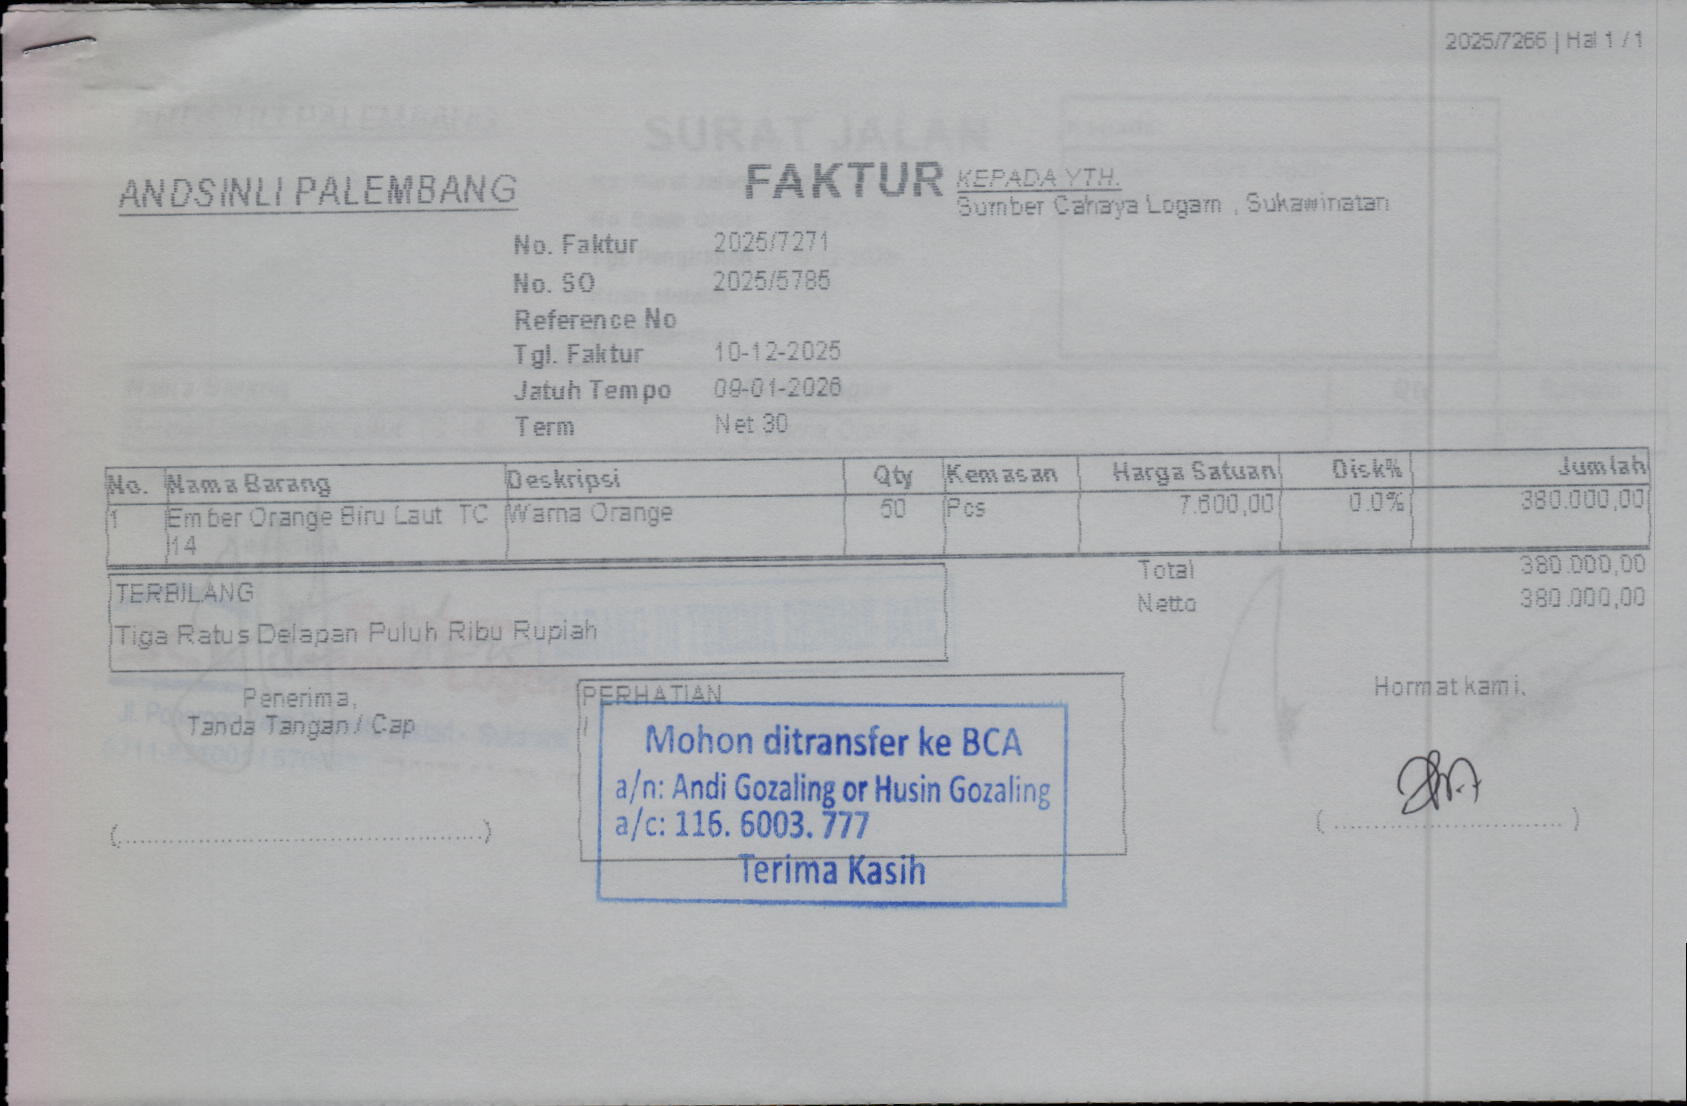 2025/7266 | Hal 1 / 1
ANDSINLI PALEMBANG
SURAT JALAN
FAKTUR
KEPADA YTH.
Sumber Cahaya Logam , Sukawinatan
No. Faktur 2025/7271
No. SO 2025/5785
Reference No
Tgl. Faktur 10-12-2025
Jatuh Tempo 09-01-2026
Term Net 30
No. Nama Barang Deskripsi Qty Kemasan Harga Satuan Disk% Jumlah
1 Ember Orange Biru Laut TC 14 Warna Orange 50 Pcs 7.600,00 0.0% 380.000,00
Total 380.000,00
Netto 380.000,00
TERBILANG
Tiga Ratus Delapan Puluh Ribu Rupiah
Penerima,
Tanda Tangan / Cap
(..................................................)
PERHATIAN
/
Mohon ditransfer ke BCA
a/n: Andi Gozaling or Husin Gozaling
a/c: 116. 6003. 777
Terima Kasih
Hormat kami,
( ................................ )